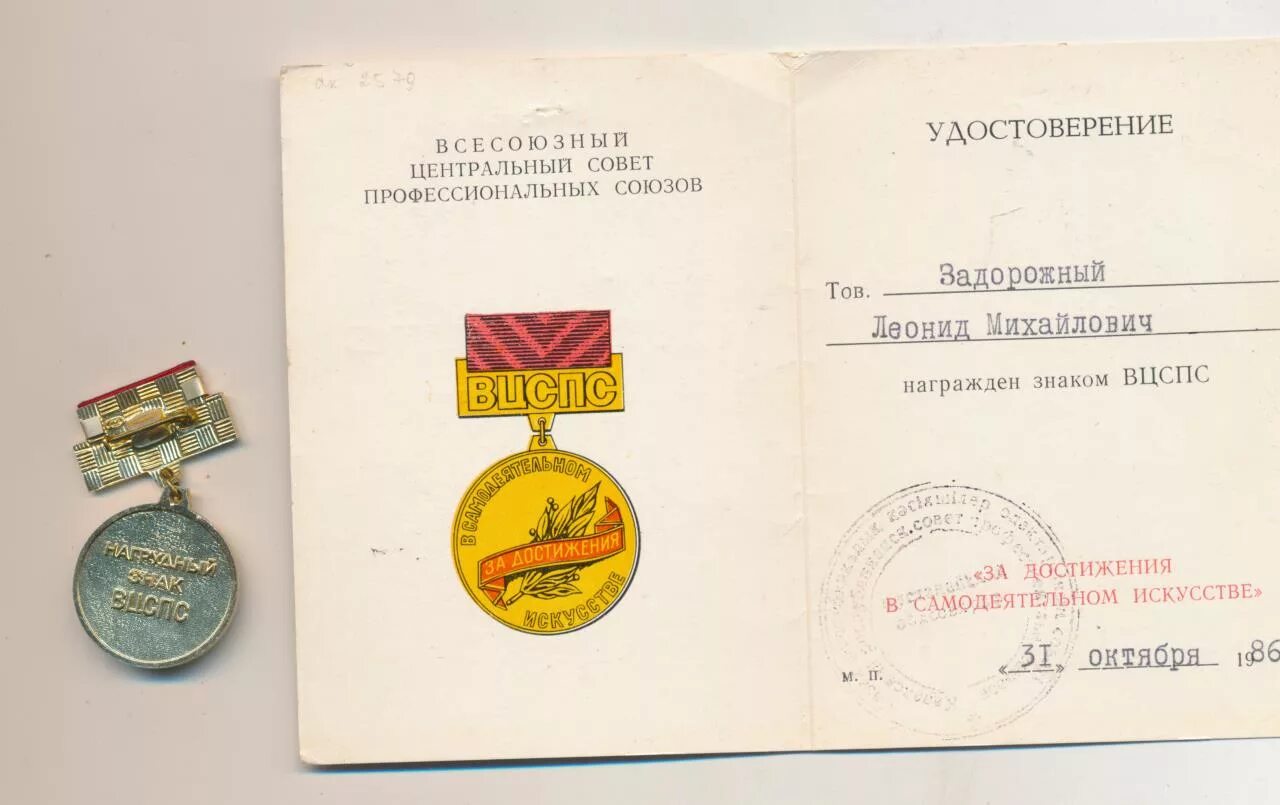 2579
ВСЕСОЮЗНЫЙ
ЦЕНТРАЛЬНЫЙ СОВЕТ
ПРОФЕССИОНАЛЬНЫХ СОЮЗОВ
ВЦСПС
В САМОДЕЯТЕЛЬНОМ
ЗА ДОСТИЖЕНИЯ
ИСКУССТВЕ
НАГРУДНЫЙ
ЗНАК
ВЦСПС
УДОСТОВЕРЕНИЕ
Тов. Задорожный
Леонид Михайлович
награжден знаком ВЦСПС
«ЗА ДОСТИЖЕНИЯ
В САМОДЕЯТЕЛЬНОМ ИСКУССТВЕ»
М. П. «31» октября 1986